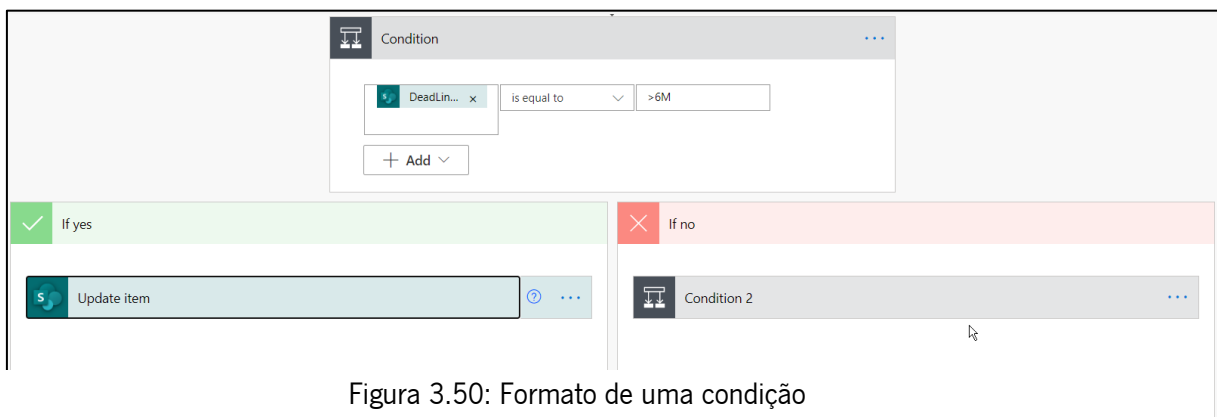 Condition
DeadLin... x is equal to >6M
+ Add
If yes
If no
S Update item ? ...
Condition 2 ...
Figura 3.50: Formato de uma condição